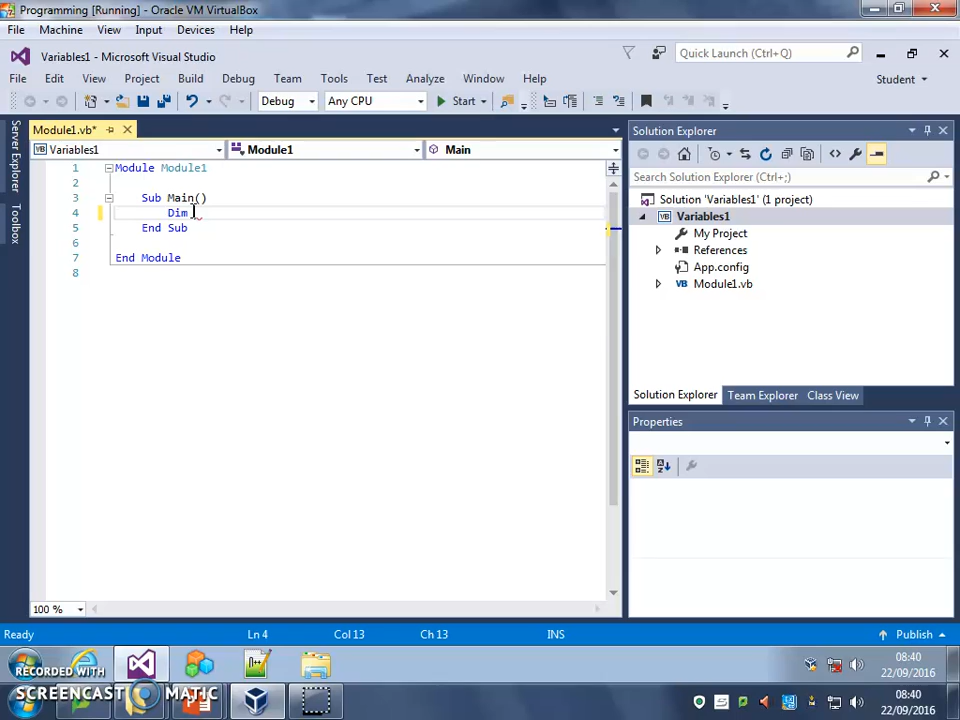 Programming [Running] - Oracle VM VirtualBox
File Machine View Input Devices Help
Variables1 - Microsoft Visual Studio
Quick Launch (Ctrl+Q)
File Edit View Project Build Debug Team Tools Test Analyze Window Help
Student
Debug Any CPU Start
Server Explorer
Toolbox
Module1.vb*
Variables1 Module1 Main
1 Module Module1
2
3 Sub Main()
4 Dim
5 End Sub
6
7 End Module
8
100 %
Solution Explorer
Search Solution Explorer (Ctrl+;)
Solution 'Variables1' (1 project)
Variables1
My Project
References
App.config
Module1.vb
Solution Explorer Team Explorer Class View
Properties
Ready Ln 4 Col 13 Ch 13 INS Publish
08:40
22/09/2016
RECORDED WITH
SCREENCAST MATIC
08:40
22/09/2016